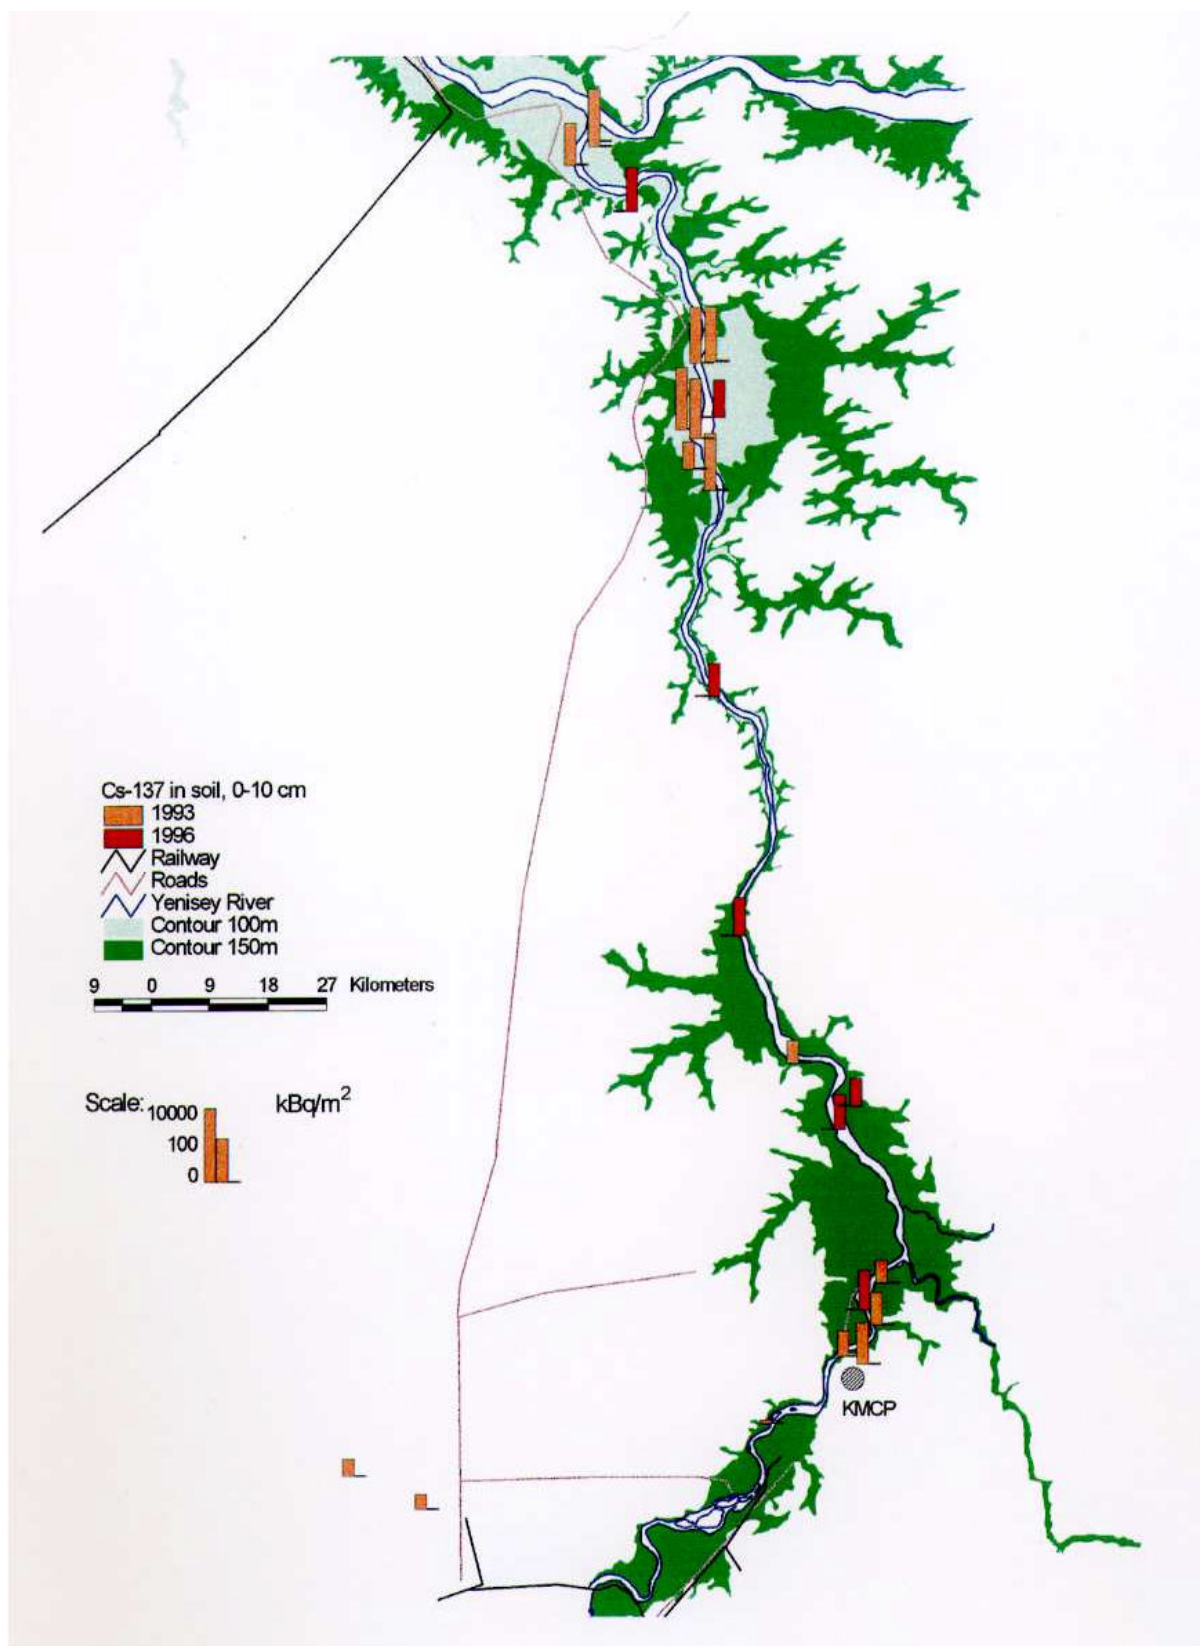 Cs-137 in soil, 0-10 cm
1993
1996
Railway
Roads
Yenisey River
Contour 100m
Contour 150m
9 0 9 18 27 Kilometers
Scale: 10000 kBq/m²
100
0
KMCP